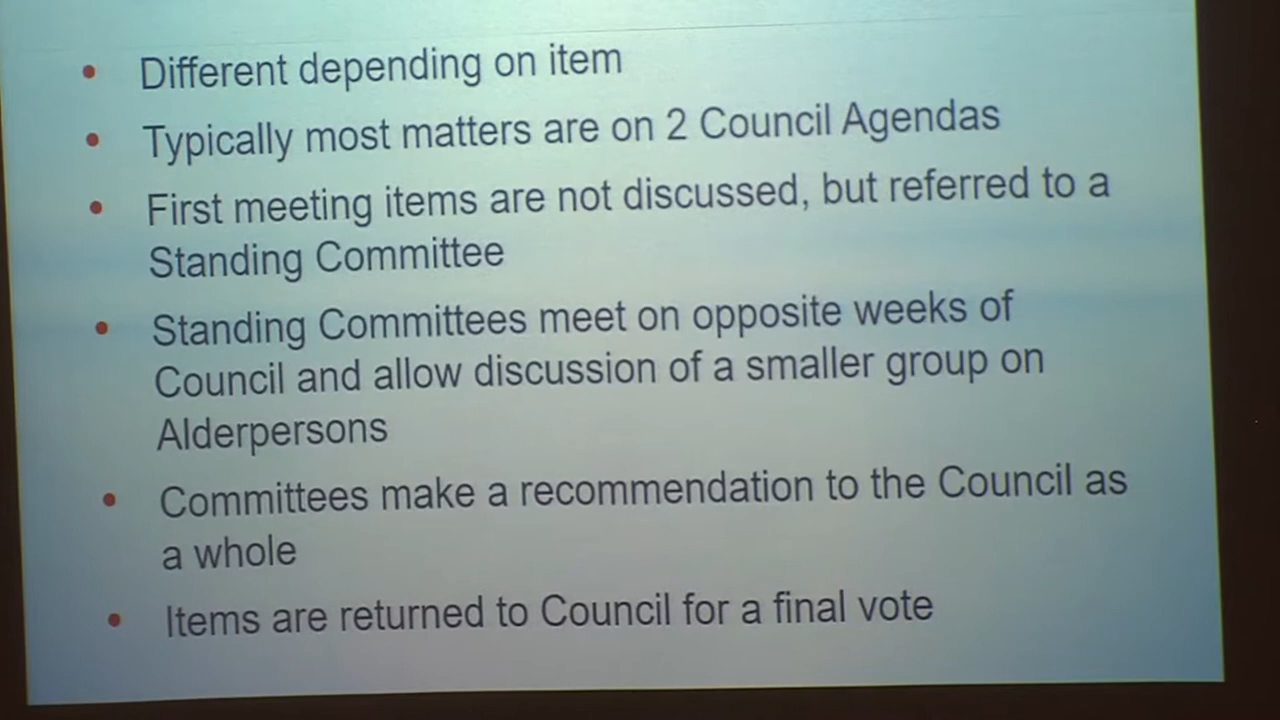 • Different depending on item
• Typically most matters are on 2 Council Agendas
• First meeting items are not discussed, but referred to a
Standing Committee
• Standing Committees meet on opposite weeks of
Council and allow discussion of a smaller group on
Alderpersons
• Committees make a recommendation to the Council as
a whole
• Items are returned to Council for a final vote